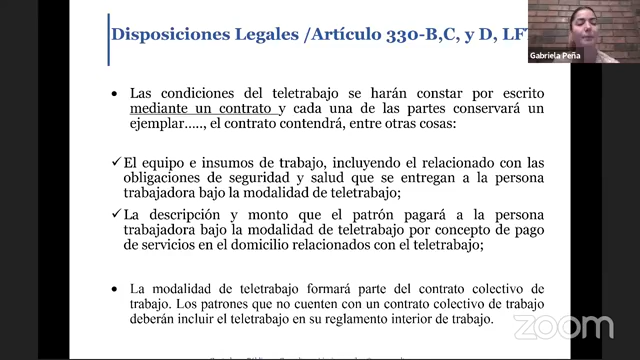 Disposiciones Legales /Artículo 330-B,C, y D, LF
Gabriela Peña
• Las condiciones del teletrabajo se harán constar por escrito
mediante un contrato y cada una de las partes conservará un
ejemplar....., el contrato contendrá, entre otras cosas:
✓El equipo e insumos de trabajo, incluyendo el relacionado con las
obligaciones de seguridad y salud que se entregan a la persona
trabajadora bajo la modalidad de teletrabajo;
✓La descripción y monto que el patrón pagará a la persona
trabajadora bajo la modalidad de teletrabajo por concepto de pago
de servicios en el domicilio relacionados con el teletrabajo;
• La modalidad de teletrabajo formará parte del contrato colectivo de
trabajo. Los patrones que no cuenten con un contrato colectivo de trabajo
deberán incluir el teletrabajo en su reglamento interior de trabajo.
zoom